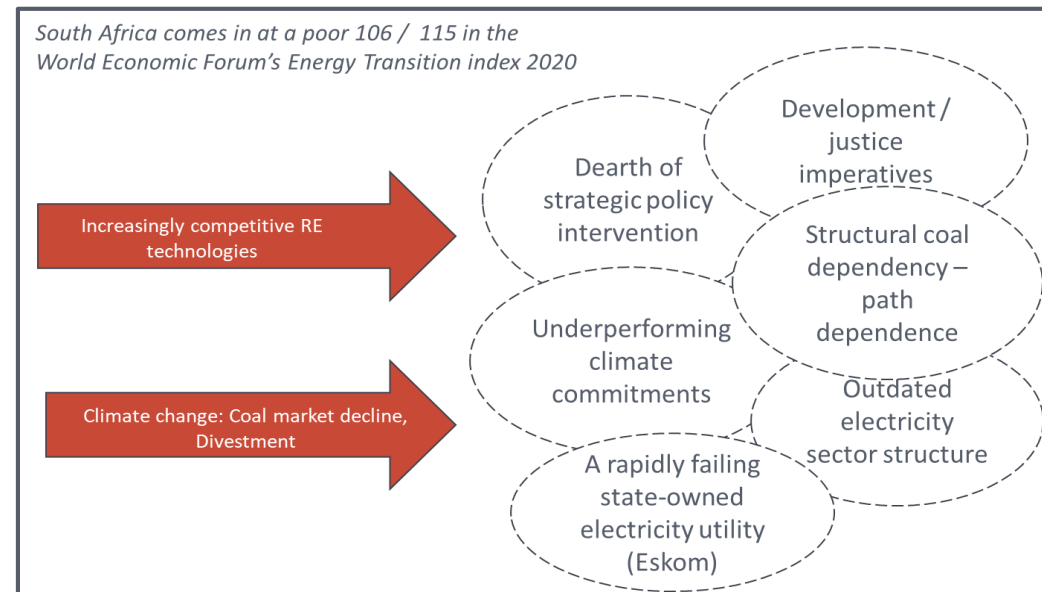 South Africa comes in at a poor 106 / 115 in the
World Economic Forum's Energy Transition index 2020
Increasingly competitive RE
technologies
Climate change: Coal market decline,
Divestment
Dearth of
strategic policy
intervention
Development /
justice
imperatives
Structural coal
dependency –
path
dependence
Underperforming
climate
commitments
Outdated
electricity
sector structure
A rapidly failing
state-owned
electricity utility
(Eskom)